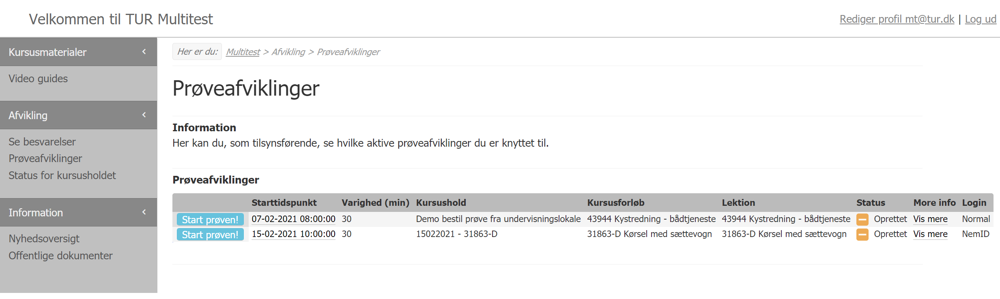 Velkommen til TUR Multitest
Rediger profil mt@tur.dk | Log ud
Kursusmaterialer
Video guides
Afvikling
Se besvarelser
Prøveafviklinger
Status for kursusholdet
Information
Nyhedsoversigt
Offentlige dokumenter
Her er du: Multitest > Afvikling > Prøveafviklinger
Prøveafviklinger
Information
Her kan du, som tilsynsførende, se hvilke aktive prøveafviklinger du er knyttet til.
Prøveafviklinger
Starttidspunkt Varighed (min) Kursushold Kursusforløb Lektion Status More info Login
Start prøven! 07-02-2021 08:00:00 30 Demo bestil prøve fra undervisningslokale 43944 Kystredning - bådtjeneste 43944 Kystredning - bådtjeneste Oprettet Vis mere Normal
Start prøven! 15-02-2021 10:00:00 30 15022021 - 31863-D 31863-D Kørsel med sættevogn 31863-D Kørsel med sættevogn Oprettet Vis mere NemID